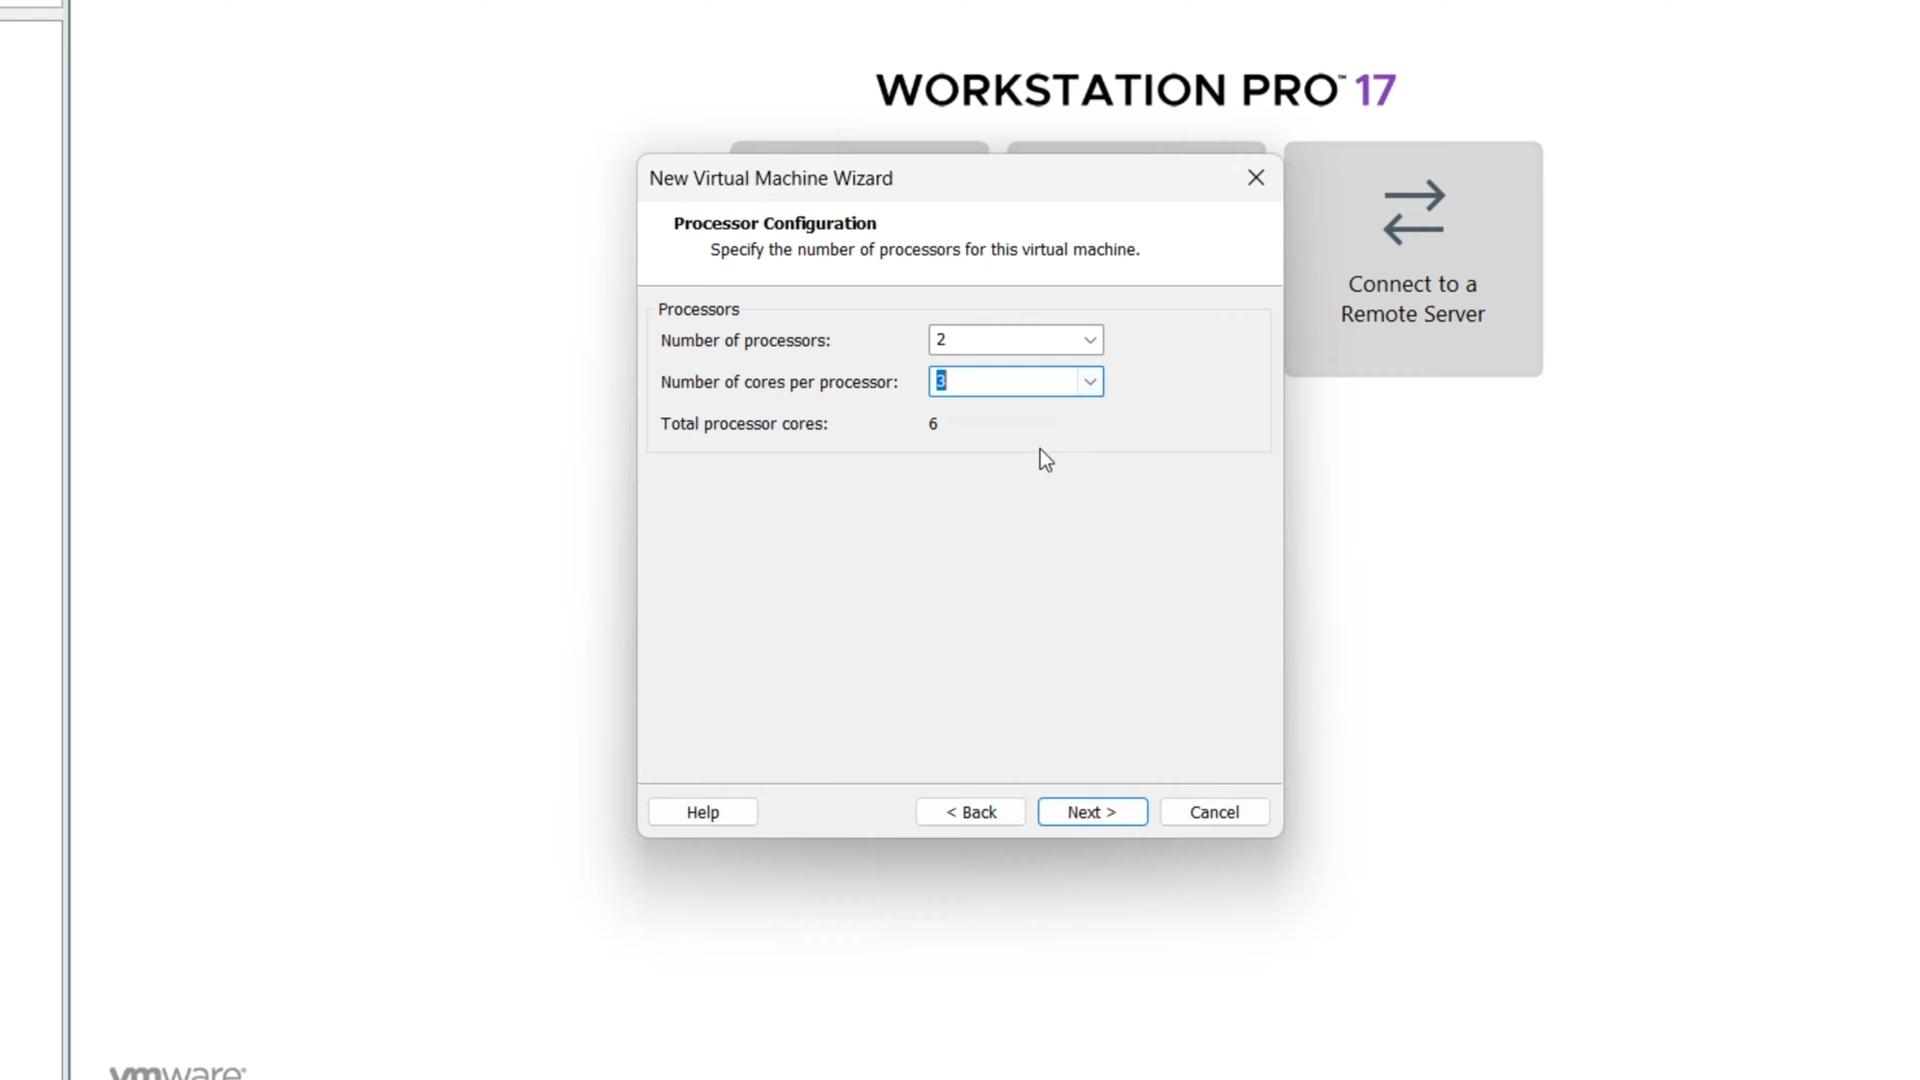 WORKSTATION PRO™ 17
New Virtual Machine Wizard
Processor Configuration
Specify the number of processors for this virtual machine.
Processors
Number of processors: 2
Number of cores per processor: 3
Total processor cores: 6
Connect to a
Remote Server
Help < Back Next > Cancel
vmware®